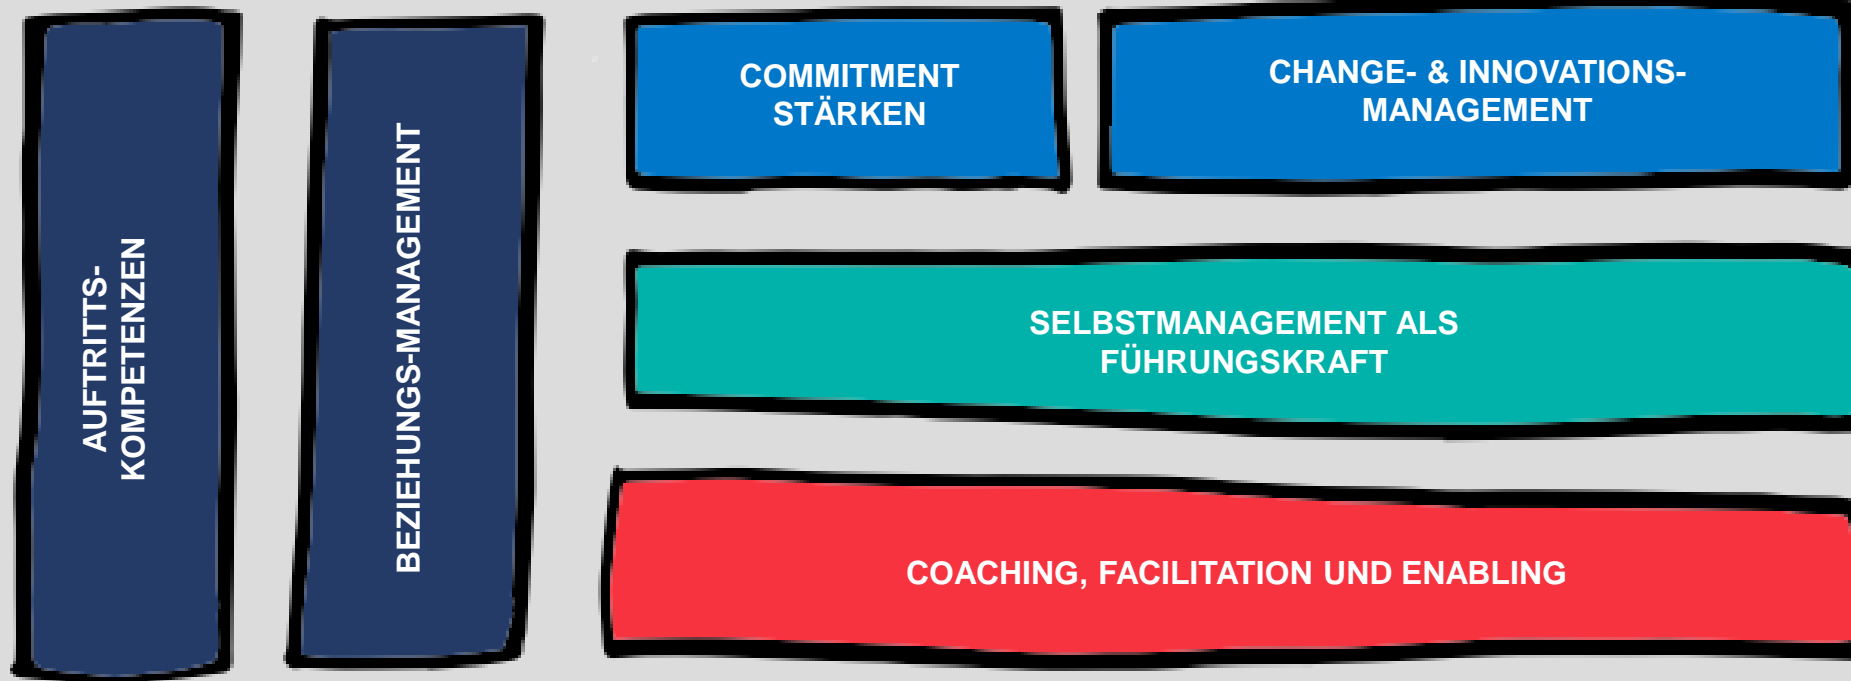 AUFTRITTS-
KOMPETENZEN
BEZIEHUNGS-MANAGEMENT
COMMITMENT
STÄRKEN
CHANGE- & INNOVATIONS-
MANAGEMENT
SELBSTMANAGEMENT ALS
FÜHRUNGSKRAFT
COACHING, FACILITATION UND ENABLING